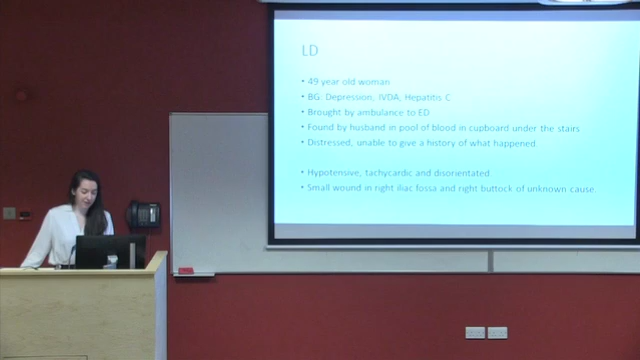 LD
• 49 year old woman
• BG: Depression, IVDA, Hepatitis C
• Brought by ambulance to ED
• Found by husband in pool of blood in cupboard under the stairs
• Distressed, unable to give a history of what happened
• Hypotensive, tachycardic and disorientated
• Small wound in right iliac fossa and right buttock of unknown cause.